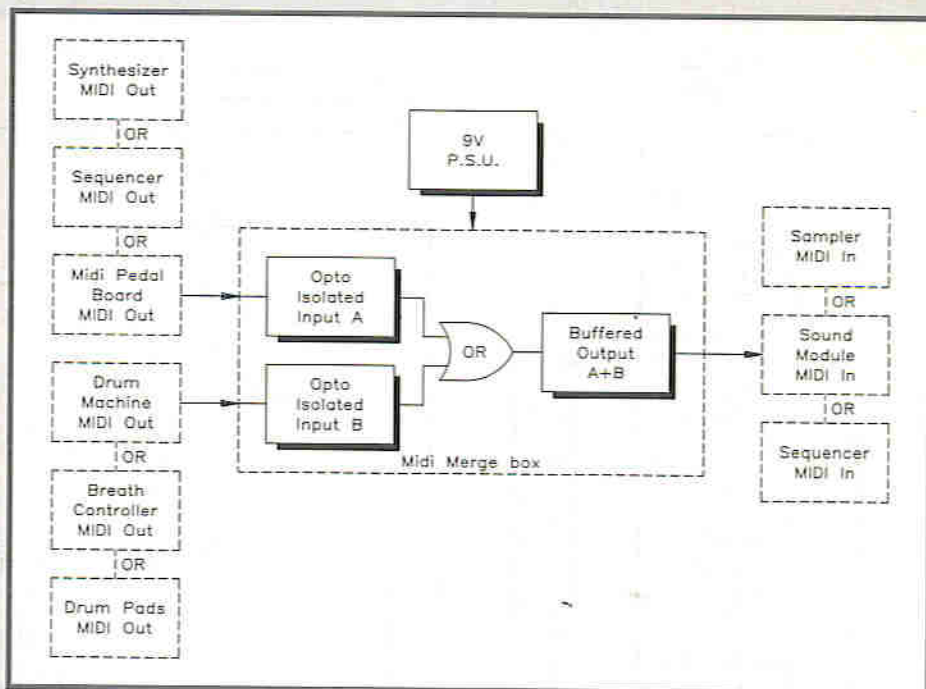 Synthesizer
MIDI Out
OR
Sequencer
MIDI Out
OR
Midi Pedal
Board
MIDI Out
Drum
Machine
MIDI Out
OR
Breath
Controller
MIDI Out
OR
Drum Pads
MIDI Out
9V
P.S.U.
Opto
Isolated
Input A
Opto
Isolated
Input B
OR
Buffered
Output
A+B
Midi Merge box
Sampler
MIDI In
OR
Sound
Module
MIDI In
OR
Sequencer
MIDI In